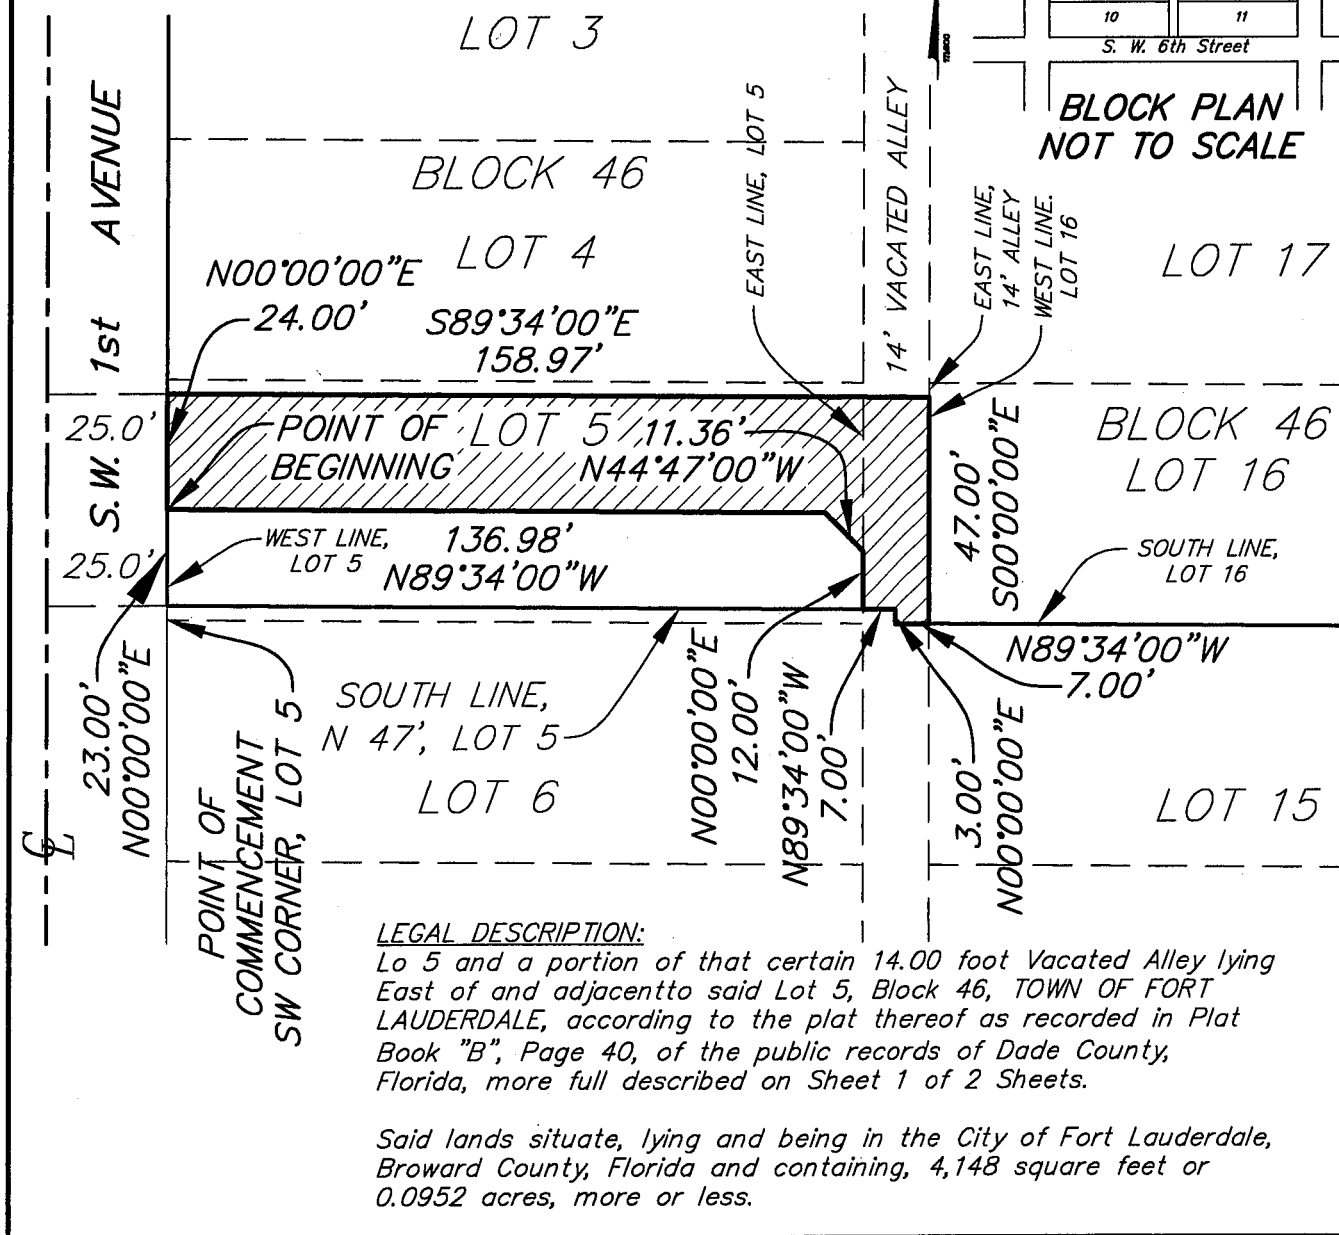 LOT 3
10
11
S. W. 6th Street
BLOCK PLAN
NOT TO SCALE
S.W. 1st AVENUE
BLOCK 46
LOT 4
EAST LINE, LOT 5
14' VACATED ALLEY
EAST LINE,
14' ALLEY
WEST LINE.
LOT 16
LOT 17
N00°00'00"E
24.00'
S89°34'00"E
158.97'
25.0'
POINT OF
BEGINNING
LOT 5
11.36'
N44°47'00"W
47.00'
S00°00'00"E
BLOCK 46
LOT 16
25.0'
WEST LINE,
LOT 5
136.98'
N89°34'00"W
SOUTH LINE,
LOT 16
23.00'
N00°00'00"E
POINT OF
COMMENCEMENT
SW CORNER, LOT 5
SOUTH LINE,
N 47', LOT 5
N00°00'00"E
12.00'
N89°34'00"W
7.00'
3.00'
N00°00'00"E
N89°34'00"W
7.00'
LOT 6
LOT 15
CL
LEGAL DESCRIPTION:
Lo 5 and a portion of that certain 14.00 foot Vacated Alley lying
East of and adjacentto said Lot 5, Block 46, TOWN OF FORT
LAUDERDALE, according to the plat thereof as recorded in Plat
Book "B", Page 40, of the public records of Dade County,
Florida, more full described on Sheet 1 of 2 Sheets.
Said lands situate, lying and being in the City of Fort Lauderdale,
Broward County, Florida and containing, 4,148 square feet or
0.0952 acres, more or less.